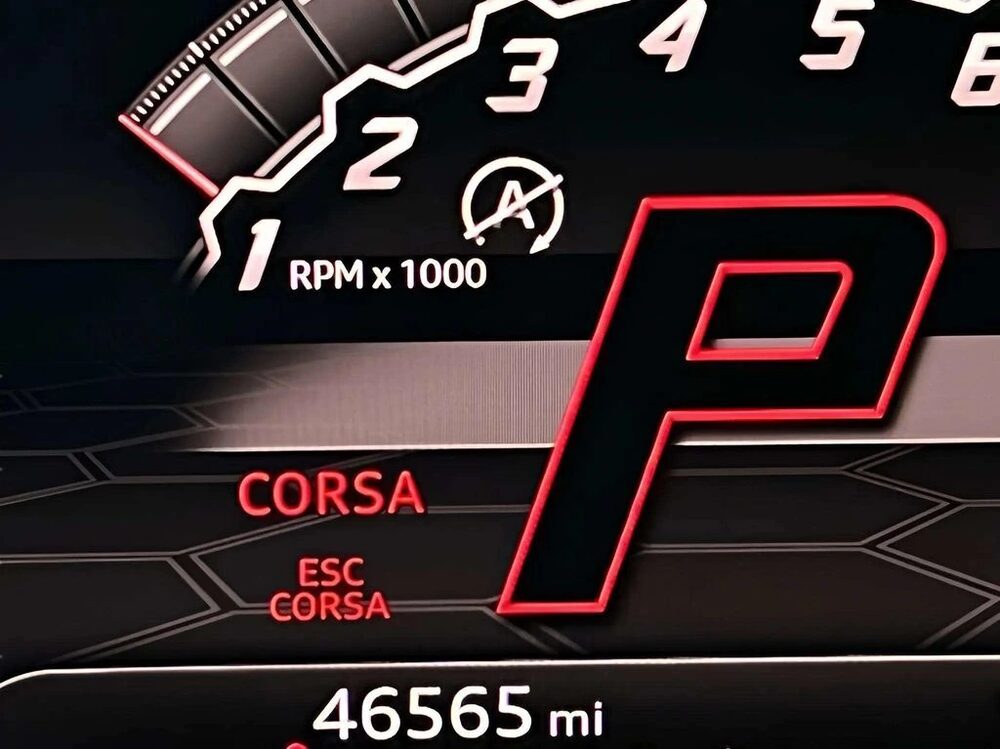 1 2 3 4 5 6
A
RPM x 1000
P
CORSA
ESC
CORSA
46565 mi